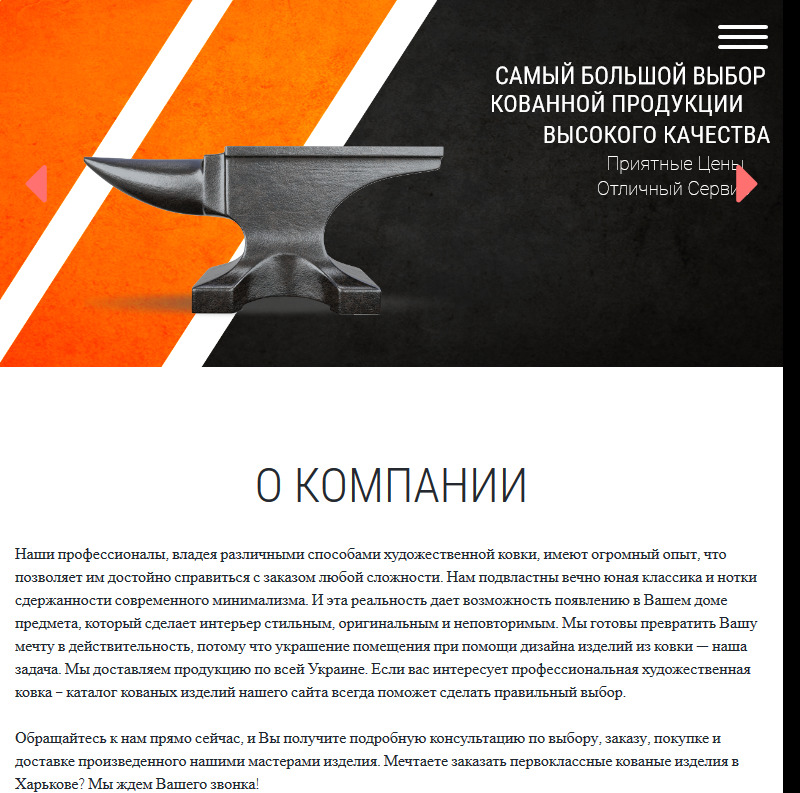 САМЫЙ БОЛЬШОЙ ВЫБОР
КОВАННОЙ ПРОДУКЦИИ
ВЫСОКОГО КАЧЕСТВА
Приятные Цены
Отличный Сервис
О КОМПАНИИ
Наши профессионалы, владея различными способами художественной ковки, имеют огромный опыт, что
позволяет им достойно справиться с заказом любой сложности. Нам подвластны вечно юная классика и нотки
сдержанности современного минимализма. И эта реальность дает возможность появлению в Вашем доме
предмета, который сделает интерьер стильным, оригинальным и неповторимым. Мы готовы превратить Вашу
мечту в действительность, потому что украшение помещения при помощи дизайна изделий из ковки — наша
задача. Мы доставляем продукцию по всей Украине. Если вас интересует профессиональная художественная
ковка – каталог кованых изделий нашего сайта всегда поможет сделать правильный выбор.
Обращайтесь к нам прямо сейчас, и Вы получите подробную консультацию по выбору, заказу, покупке и
доставке произведенного нашими мастерами изделия. Мечтаете заказать первоклассные кованые изделия в
Харькове? Мы ждем Вашего звонка!